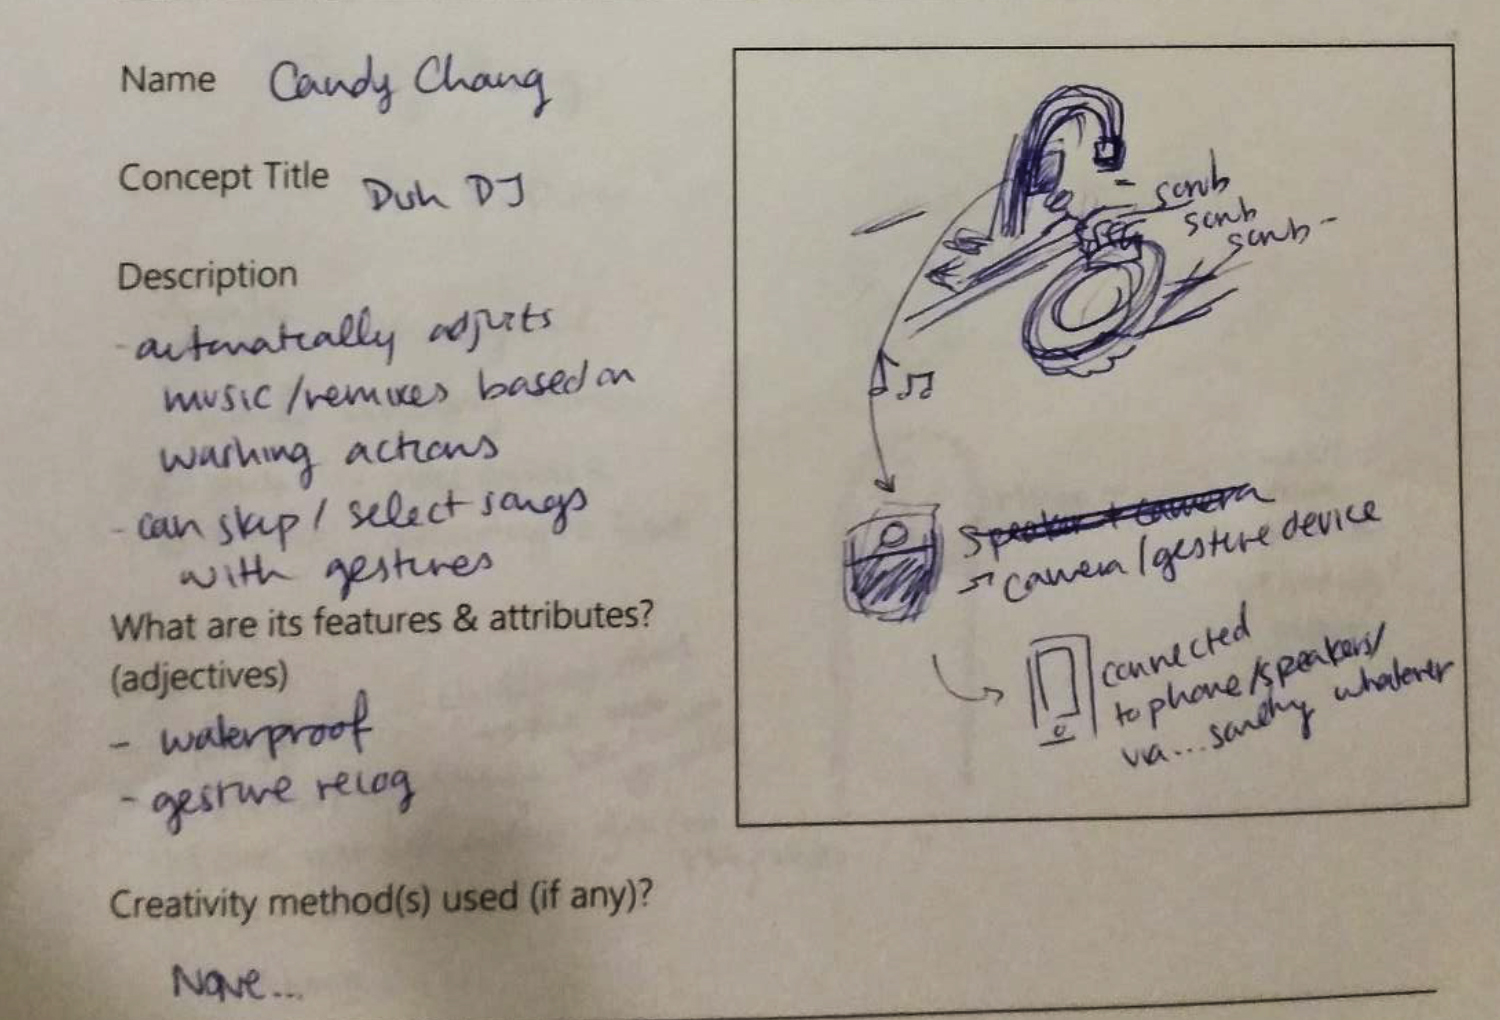 Name Candy Chang
Concept Title Dish DJ
Description
- automatically adjusts
music/remixes based on
washing actions
- can skip/select songs
with gestures
What are its features & attributes?
(adjectives)
- waterproof
- gesture recog
Creativity method(s) used (if any)?
None...
scrub
scrub
scrub -
Speaker + camera
camera/gesture device
connected
to phone/speakers/
via... whatever